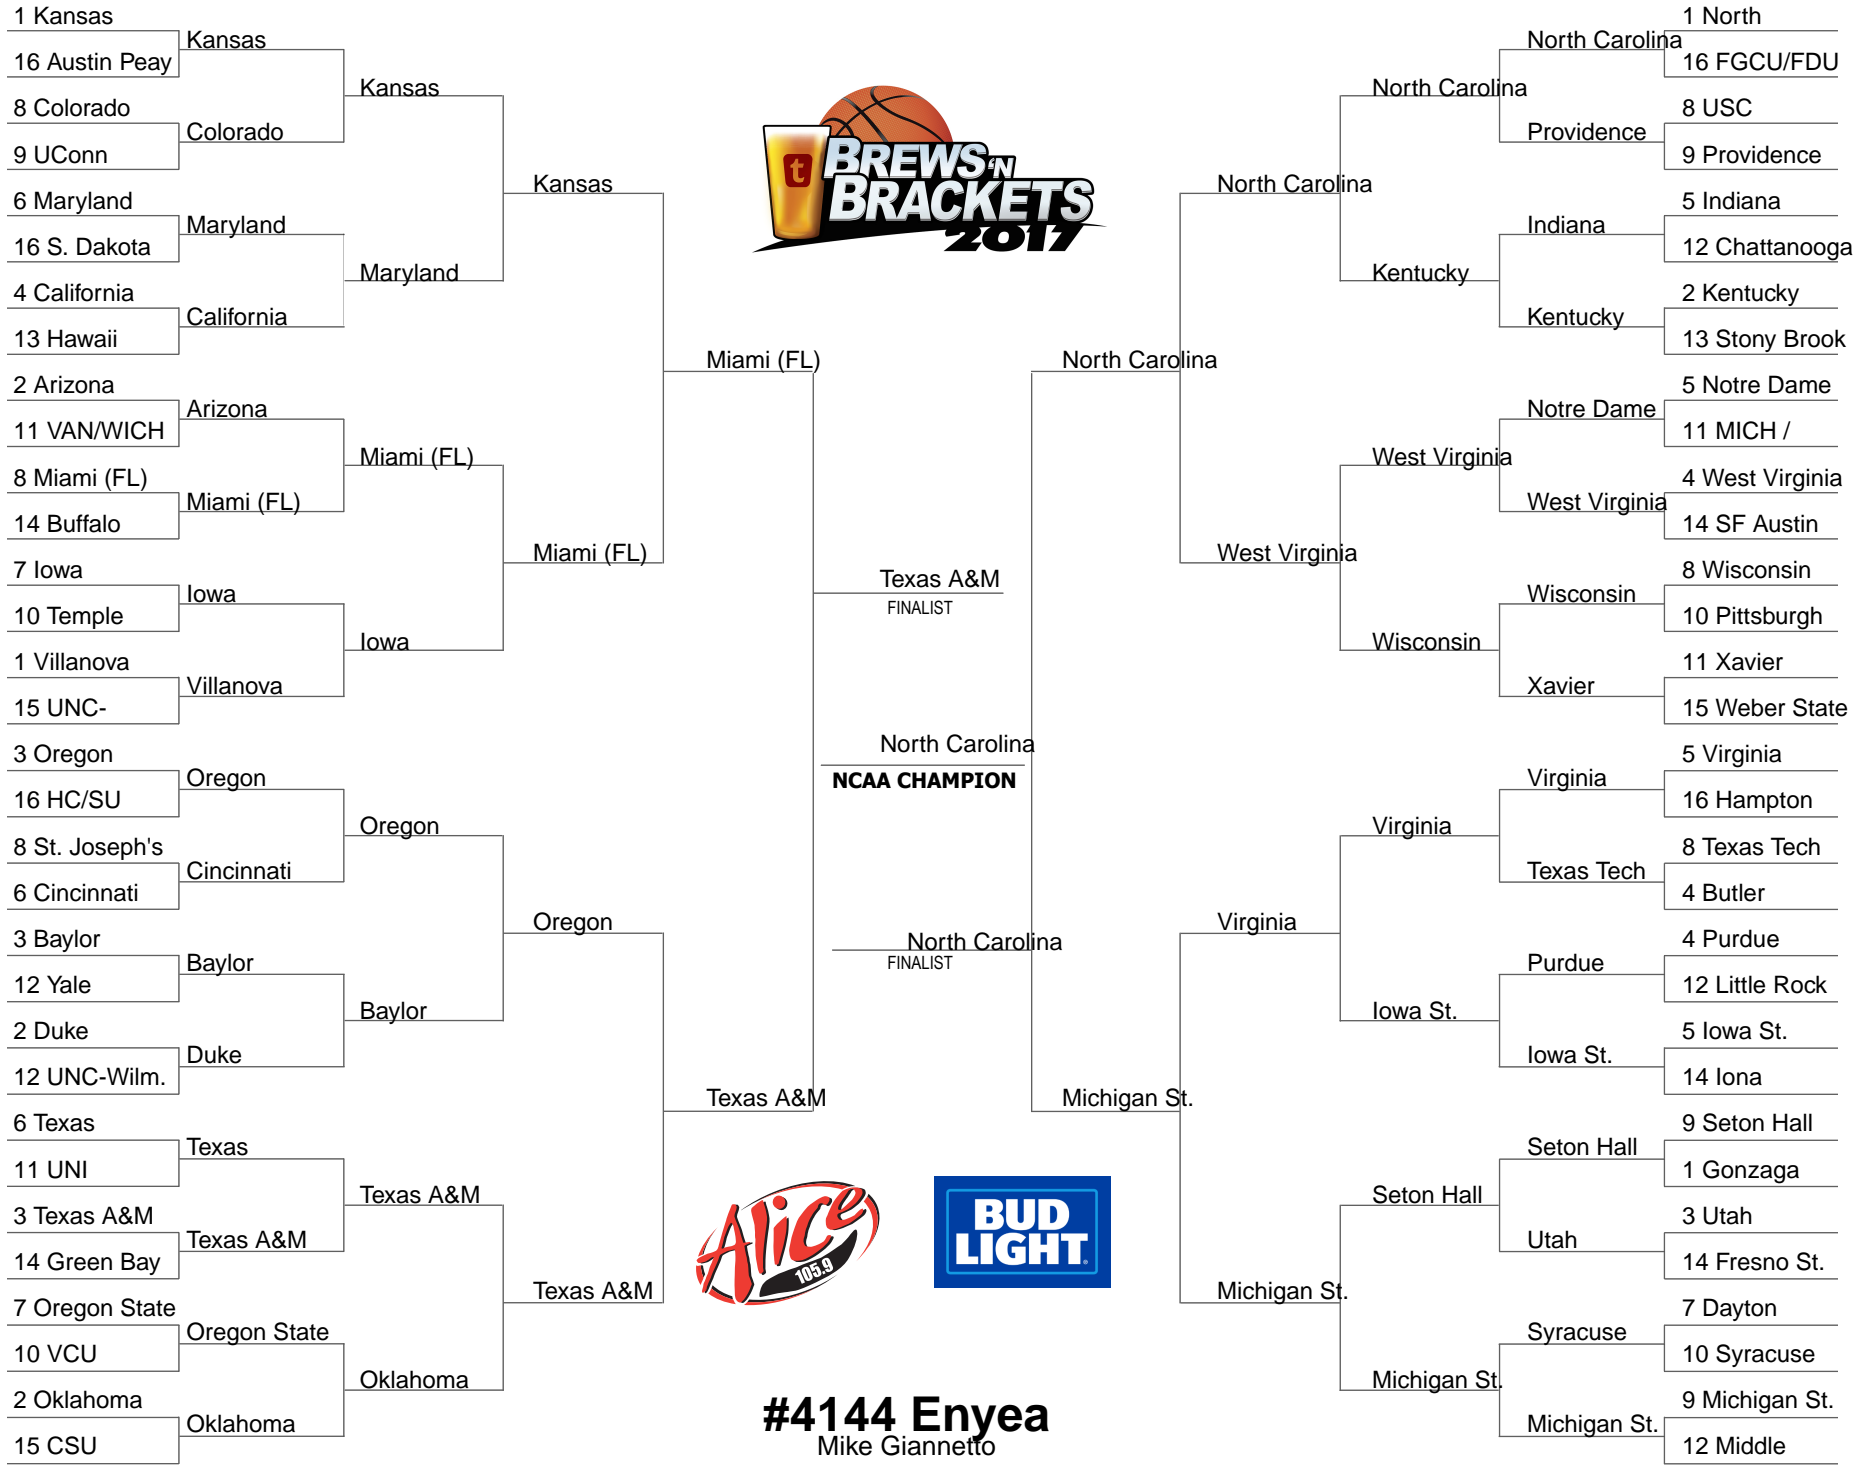 1 Kansas
16 Austin Peay
8 Colorado
9 UConn
6 Maryland
16 S. Dakota
4 California
13 Hawaii
2 Arizona
11 VAN/WICH
8 Miami (FL)
14 Buffalo
7 Iowa
10 Temple
1 Villanova
15 UNC-
3 Oregon
16 HC/SU
8 St. Joseph's
6 Cincinnati
3 Baylor
12 Yale
2 Duke
12 UNC-Wilm.
6 Texas
11 UNI
3 Texas A&M
14 Green Bay
7 Oregon State
10 VCU
2 Oklahoma
15 CSU
Kansas
Colorado
Maryland
California
Arizona
Miami (FL)
Iowa
Villanova
Oregon
Cincinnati
Baylor
Duke
Texas
Texas A&M
Oregon State
Oklahoma
Kansas
Maryland
Miami (FL)
Iowa
Oregon
Baylor
Texas A&M
Oklahoma
Kansas
Miami (FL)
Oregon
Texas A&M
Miami (FL)
Texas A&M
t
BREWS 'N
BRACKETS
2017
Texas A&M
FINALIST
North Carolina
NCAA CHAMPION
North Carolina
FINALIST
Alice
105.9
BUD
LIGHT
#4144 Enyea
Mike Giannetto
North Carolina
Michigan St.
North Carolina
West Virginia
Virginia
Michigan St.
North Carolina
Kentucky
West Virginia
Wisconsin
Virginia
Iowa St.
Seton Hall
Michigan St.
North Carolina
Providence
Indiana
Kentucky
Notre Dame
West Virginia
Wisconsin
Xavier
Virginia
Texas Tech
Purdue
Iowa St.
Seton Hall
Utah
Syracuse
Michigan St.
1 North
16 FGCU/FDU
8 USC
9 Providence
5 Indiana
12 Chattanooga
2 Kentucky
13 Stony Brook
5 Notre Dame
11 MICH /
4 West Virginia
14 SF Austin
8 Wisconsin
10 Pittsburgh
11 Xavier
15 Weber State
5 Virginia
16 Hampton
8 Texas Tech
4 Butler
4 Purdue
12 Little Rock
5 Iowa St.
14 Iona
9 Seton Hall
1 Gonzaga
3 Utah
14 Fresno St.
7 Dayton
10 Syracuse
9 Michigan St.
12 Middle